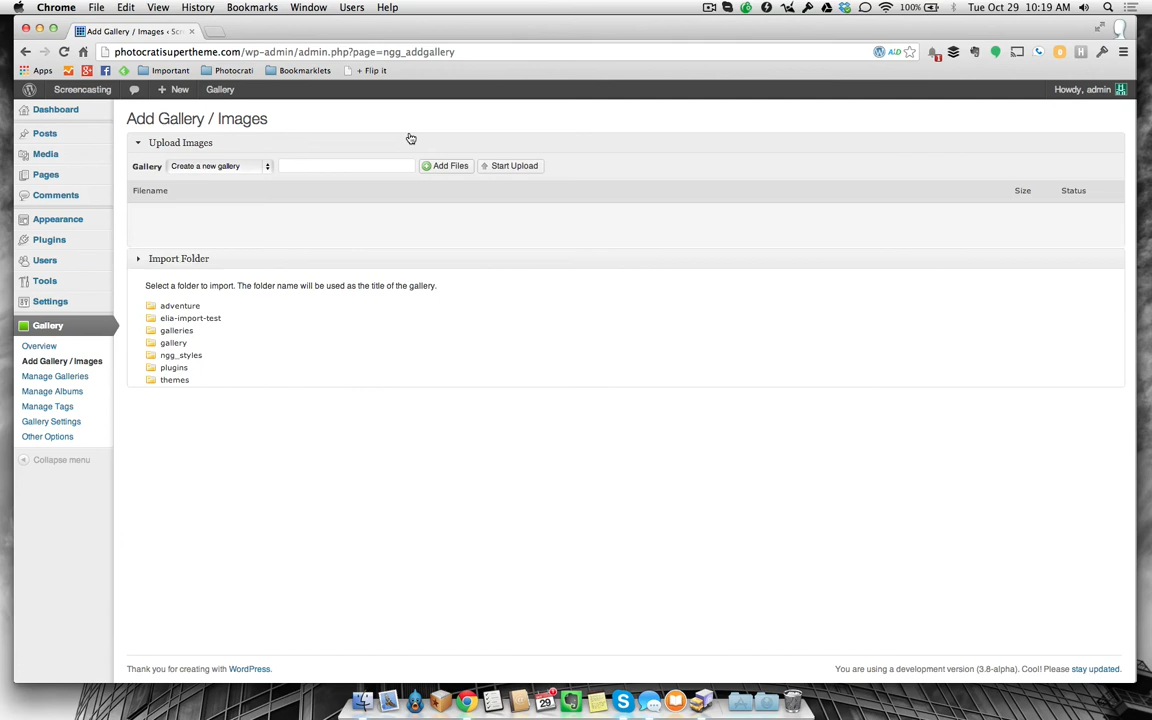 Chrome File Edit View History Bookmarks Window Users Help 100% Tue Oct 29 10:19 AM
Add Gallery / Images ‹ Scr
photocratisupertheme.com/wp-admin/admin.php?page=ngg_addgallery
Apps Important Photocrati Bookmarklets + Flip it
Screencasting + New Gallery Howdy, admin
Dashboard
Posts
Media
Pages
Comments
Appearance
Plugins
Users
Tools
Settings
Gallery
Overview
Add Gallery / Images
Manage Galleries
Manage Albums
Manage Tags
Gallery Settings
Other Options
Collapse menu
Add Gallery / Images
Upload Images
Gallery Create a new gallery Add Files Start Upload
Filename Size Status
Import Folder
Select a folder to import. The folder name will be used as the title of the gallery.
adventure
elia-import-test
galleries
gallery
ngg_styles
plugins
themes
Thank you for creating with WordPress. You are using a development version (3.8-alpha). Cool! Please stay updated.
29